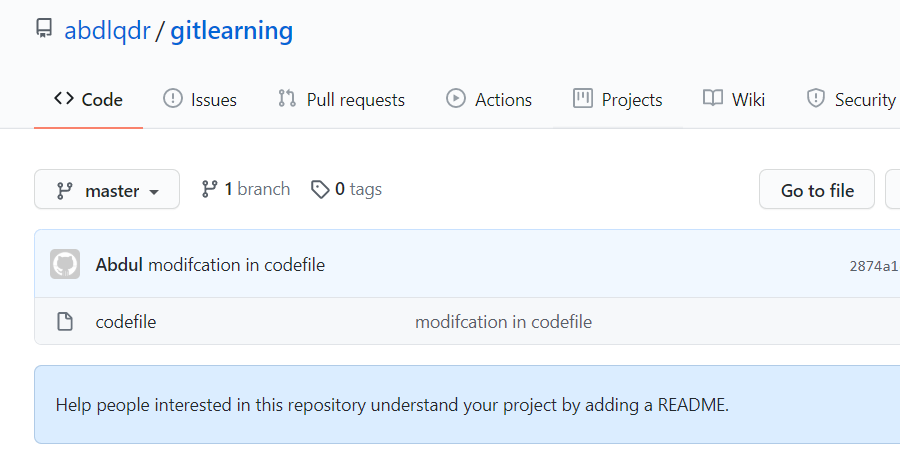 abdlqdr / gitlearning
Code Issues Pull requests Actions Projects Wiki Security
master 1 branch 0 tags Go to file
Abdul modifcation in codefile 2874a1
codefile modifcation in codefile
Help people interested in this repository understand your project by adding a README.